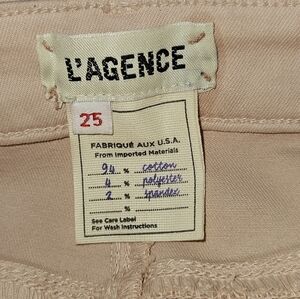 L'AGENCE
25
FABRIQUÉ AUX U.S.A.
From Imported Materials
94 % cotton
4 % polyester
2 % spandex
%
See Care Label
For Wash Instructions